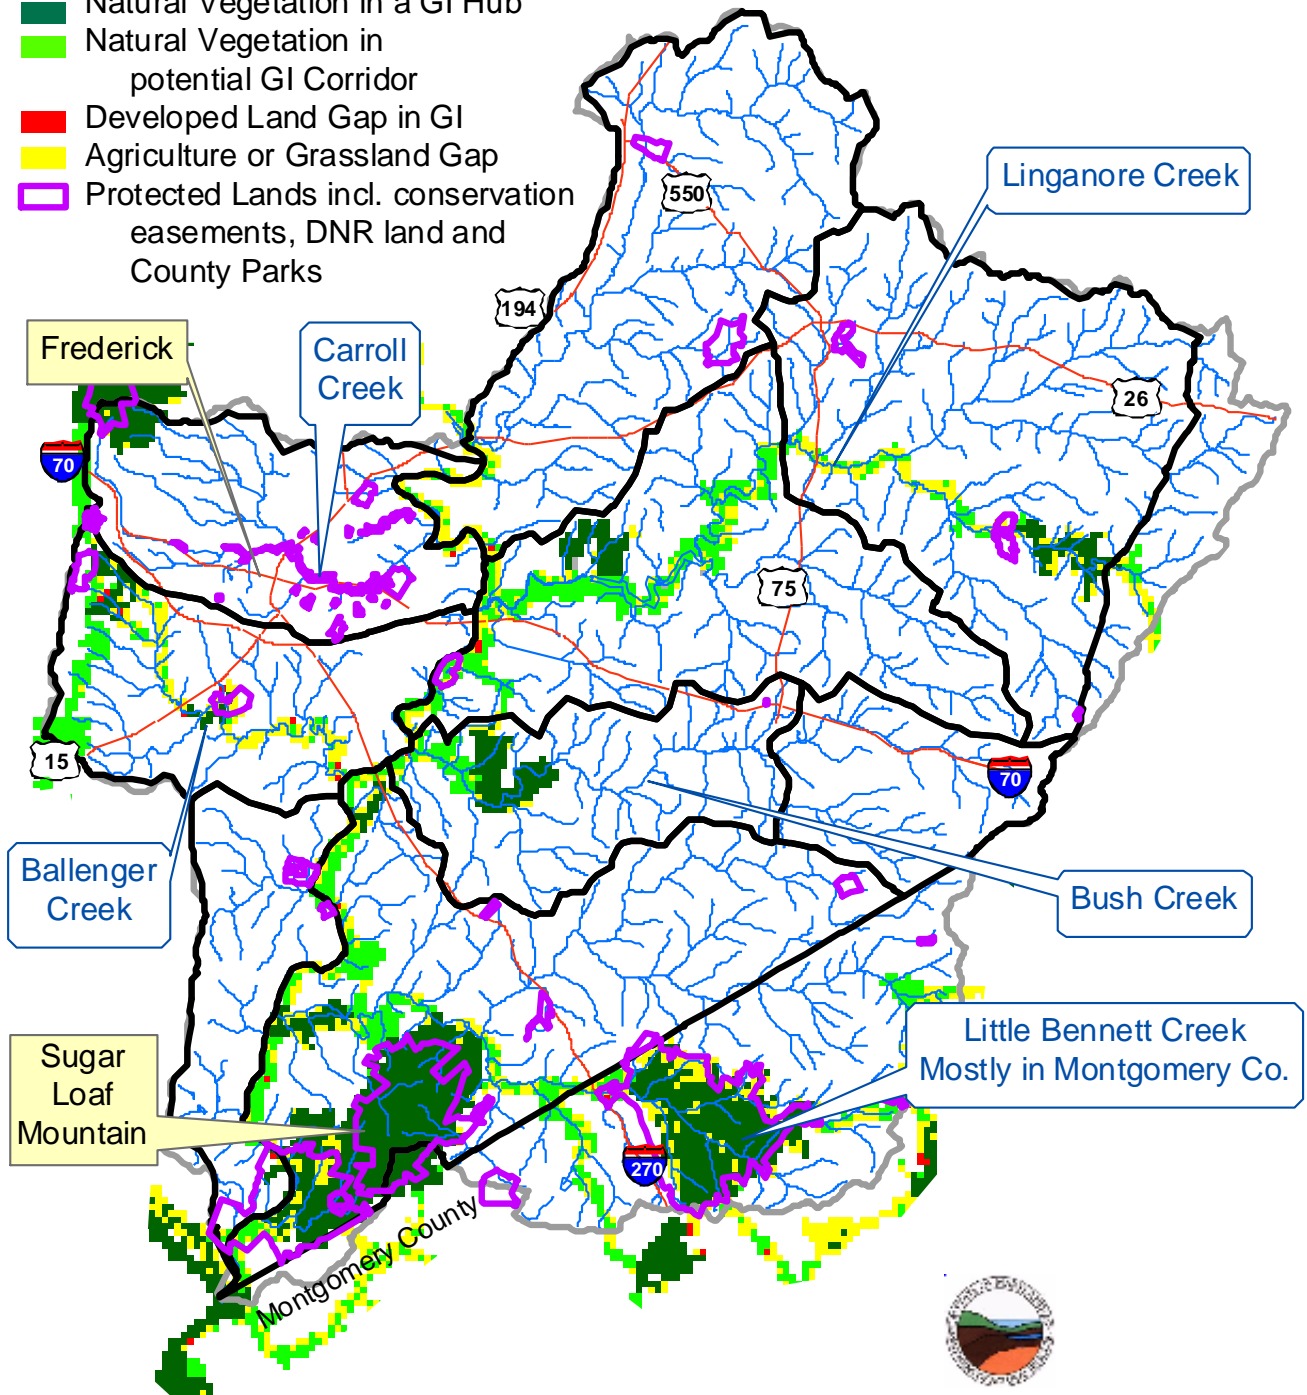 Natural Vegetation in a GI Hub
Natural Vegetation in
potential GI Corridor
Developed Land Gap in GI
Agriculture or Grassland Gap
Protected Lands incl. conservation
easements, DNR land and
County Parks
550
Linganore Creek
194
Frederick
Carroll
Creek
26
70
75
15
70
Ballenger
Creek
Bush Creek
Little Bennett Creek
Mostly in Montgomery Co.
Sugar
Loaf
Mountain
270
Montgomery County